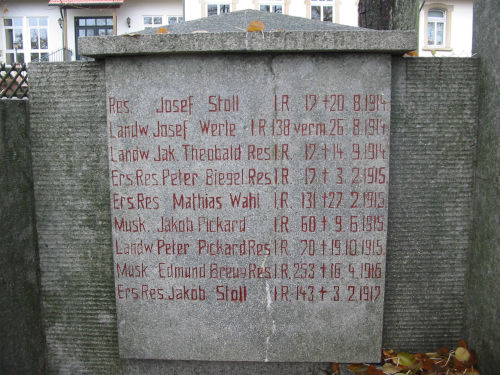 Res. Josef Stoll I.R. 17 † 20. 8. 1914
Landw. Josef Werle I.R. 138 verm. 26. 8. 1914
Landw. Jak. Theobald Res I.R. 17 † 14. 9. 1914
Ers. Res. Peter Biegel Res I.R. 17 † 3. 2. 1915
Ers. Res Mathias Wahl I.R. 131 † 22. 2. 1915
Musk. Jakob Pickard I.R. 60 † 9. 6. 1915
Landw. Peter Pickard Res I.R. 70 † 19. 10. 1915
Musk. Edmund Res I.R. 253 † 16. 4. 1916
Ers. Res. Jakob Stoll I.R. 143 † 3. 2. 1917